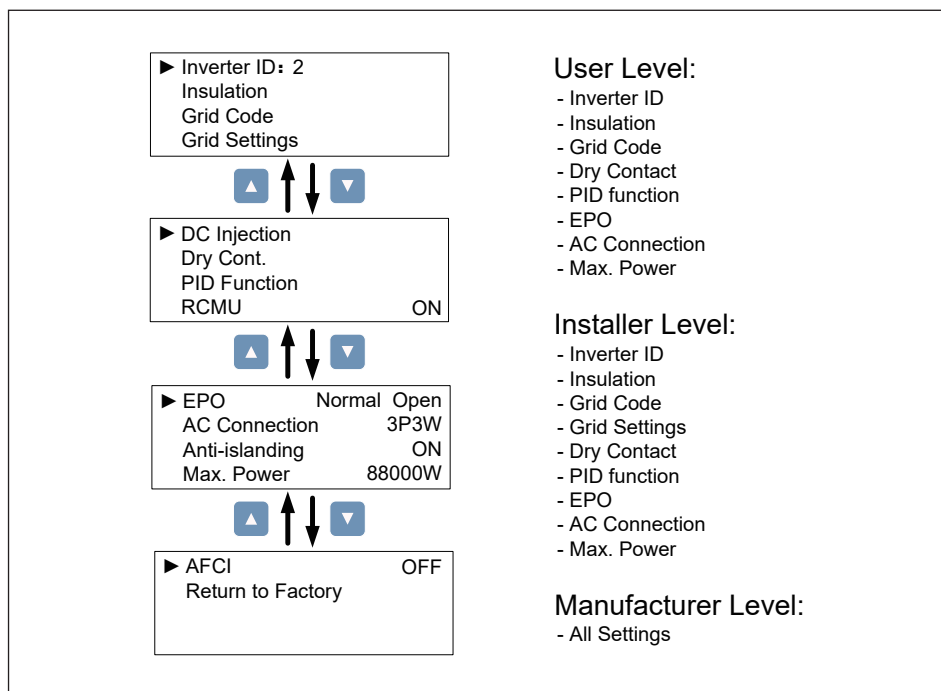 ► Inverter ID：2
Insulation
Grid Code
Grid Settings
▲ ▼
► DC Injection
Dry Cont.
PID Function
RCMU ON
▲ ▼
► EPO Normal Open
AC Connection 3P3W
Anti-islanding ON
Max. Power 88000W
▲ ▼
► AFCI OFF
Return to Factory
User Level:
- Inverter ID
- Insulation
- Grid Code
- Dry Contact
- PID function
- EPO
- AC Connection
- Max. Power
Installer Level:
- Inverter ID
- Insulation
- Grid Code
- Grid Settings
- Dry Contact
- PID function
- EPO
- AC Connection
- Max. Power
Manufacturer Level:
- All Settings